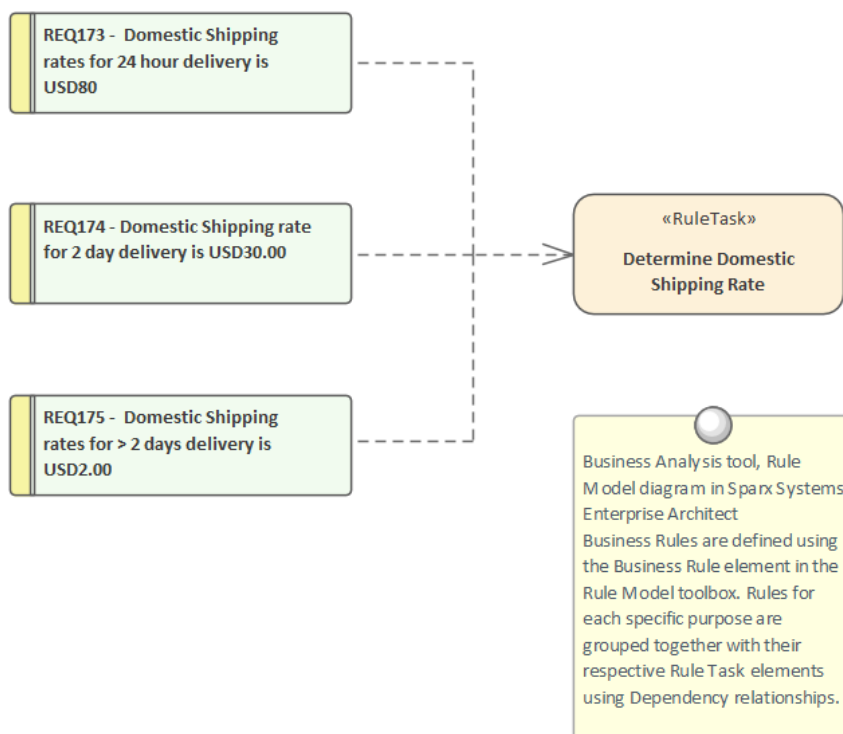 REQ173 -  Domestic Shipping
rates for 24 hour delivery is
USD80
REQ174 - Domestic Shipping rate
for 2 day delivery is USD30.00
«RuleTask»
Determine Domestic
Shipping Rate
REQ175 -  Domestic Shipping
rates for > 2 days delivery is
USD2.00
Business Analysis tool, Rule
Model diagram in Sparx Systems
Enterprise Architect
Business Rules are defined using
the Business Rule element in the
Rule Model toolbox. Rules for
each specific purpose are
grouped together with their
respective Rule Task elements
using Dependency relationships.